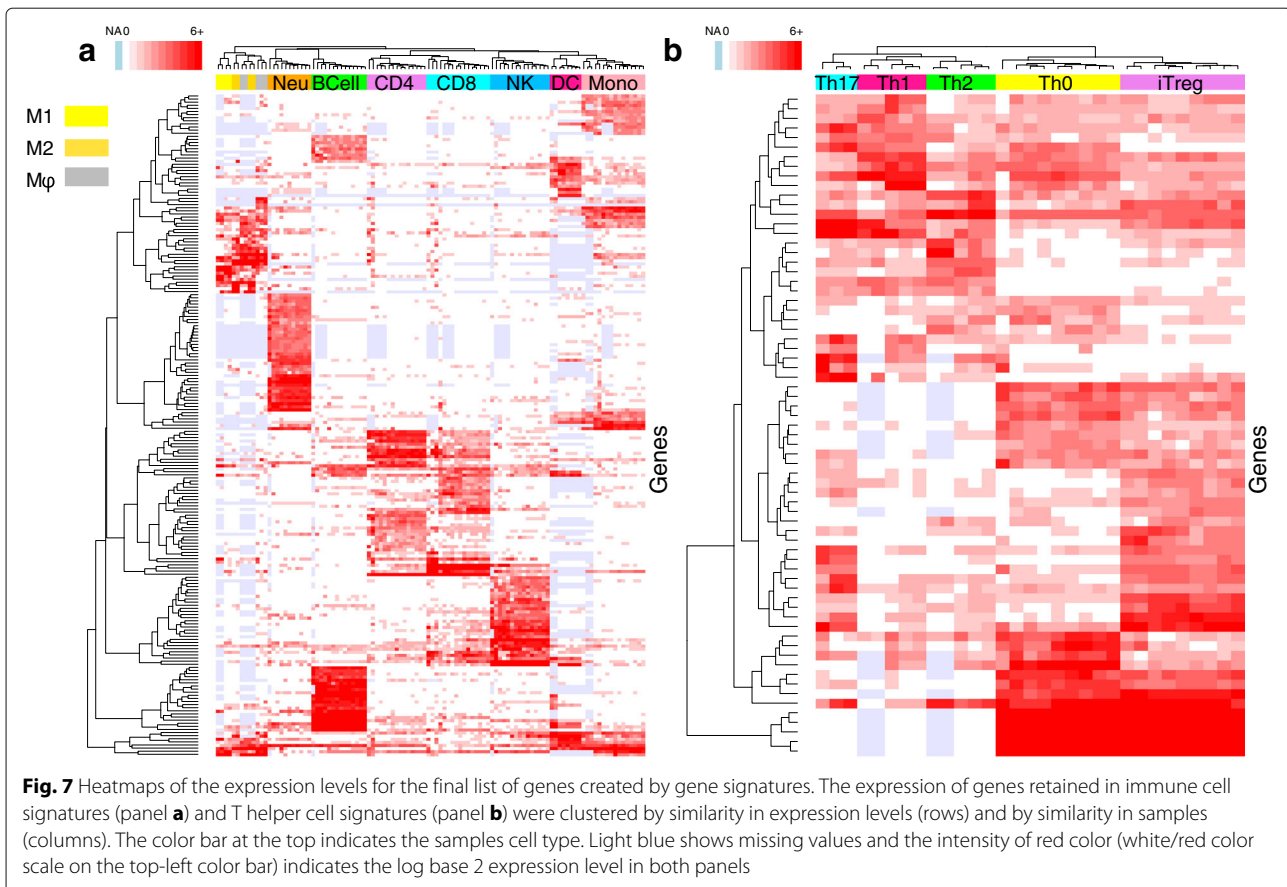 a
NA 0 6+
Neu BCell CD4 CD8 NK DC Mono
M1
M2
Mφ
Genes
b
NA 0 6+
Th17 Th1 Th2 Th0 iTreg
Genes
Fig. 7 Heatmaps of the expression levels for the final list of genes created by gene signatures. The expression of genes retained in immune cell
signatures (panel a) and T helper cell signatures (panel b) were clustered by similarity in expression levels (rows) and by similarity in samples
(columns). The color bar at the top indicates the samples cell type. Light blue shows missing values and the intensity of red color (white/red color
scale on the top-left color bar) indicates the log base 2 expression level in both panels